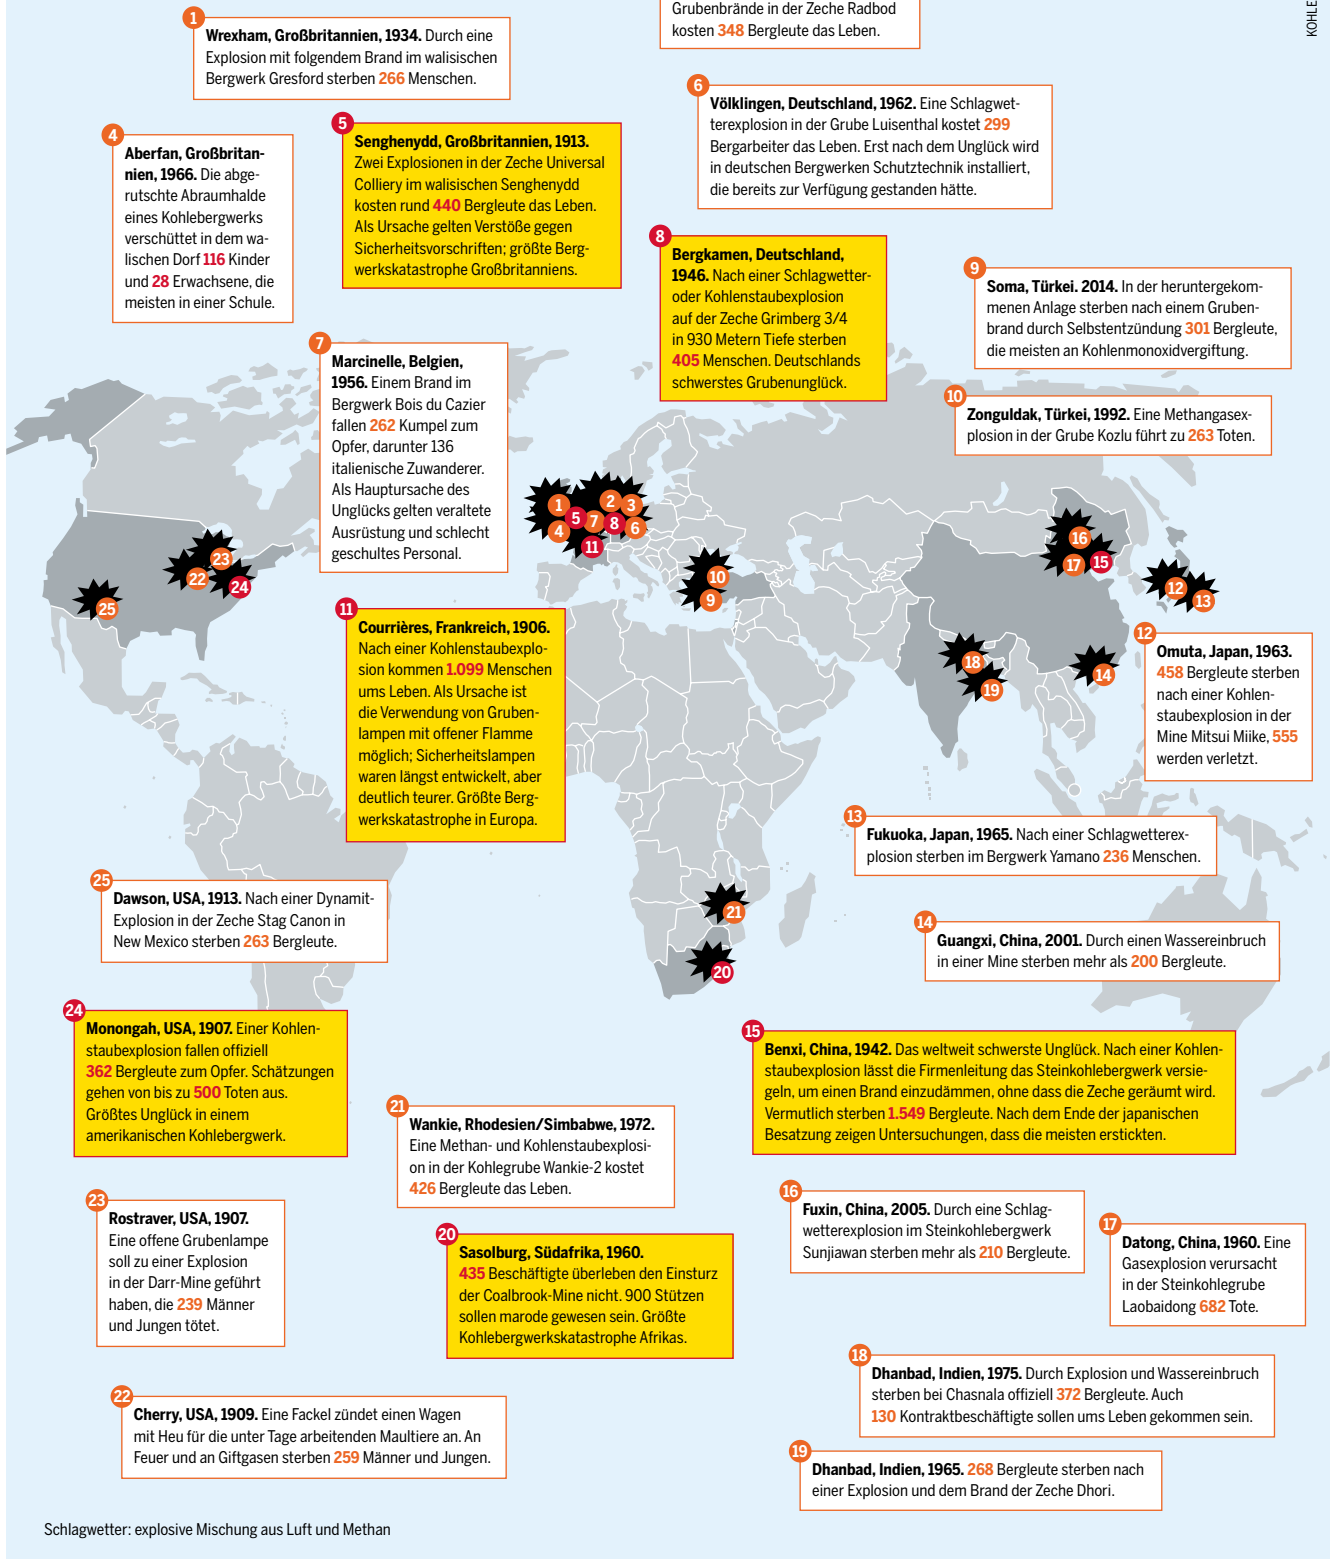 Grubenbrände in der Zeche Radbod
kosten 348 Bergleute das Leben.
KOHLE
1
Wrexham, Großbritannien, 1934. Durch eine
Explosion mit folgendem Brand im walisischen
Bergwerk Gresford sterben 266 Menschen.
6
Völklingen, Deutschland, 1962. Eine Schlagwet-
terexplosion in der Grube Luisenthal kostet 299
Bergarbeiter das Leben. Erst nach dem Unglück wird
in deutschen Bergwerken Schutztechnik installiert,
die bereits zur Verfügung gestanden hätte.
4
Aberfan, Großbritan-
nien, 1966. Die abge-
rutschte Abraumhalde
eines Kohlebergwerks
verschüttet in dem wa-
lischen Dorf 116 Kinder
und 28 Erwachsene, die
meisten in einer Schule.
5
Senghenydd, Großbritannien, 1913.
Zwei Explosionen in der Zeche Universal
Colliery im walisischen Senghenydd
kosten rund 440 Bergleute das Leben.
Als Ursache gelten Verstöße gegen
Sicherheitsvorschriften; größte Berg-
werkskatastrophe Großbritanniens.
8
Bergkamen, Deutschland,
1946. Nach einer Schlagwetter-
oder Kohlenstaubexplosion
auf der Zeche Grimberg 3/4
in 930 Metern Tiefe sterben
405 Menschen. Deutschlands
schwerstes Grubenunglück.
9
Soma, Türkei. 2014. In der heruntergekom-
menen Anlage sterben nach einem Gruben-
brand durch Selbstentzündung 301 Bergleute,
die meisten an Kohlenmonoxidvergiftung.
7
Marcinelle, Belgien,
1956. Einem Brand im
Bergwerk Bois du Cazier
fallen 262 Kumpel zum
Opfer, darunter 136
italienische Zuwanderer.
Als Hauptursache des
Unglücks gelten veraltete
Ausrüstung und schlecht
geschultes Personal.
10
Zonguldak, Türkei, 1992. Eine Methangasex-
plosion in der Grube Kozlu führt zu 263 Toten.
1
2
3
5
7
8
4
6
11
10
9
16
17
15
12
13
23
22
24
25
18
19
14
11
Courrières, Frankreich, 1906.
Nach einer Kohlenstaubexplo-
sion kommen 1.099 Menschen
ums Leben. Als Ursache ist
die Verwendung von Gruben-
lampen mit offener Flamme
möglich; Sicherheitslampen
waren längst entwickelt, aber
deutlich teurer. Größte Berg-
werkskatastrophe in Europa.
12
Omuta, Japan, 1963.
458 Bergleute sterben
nach einer Kohlen-
staubexplosion in der
Mine Mitsui Miike, 555
werden verletzt.
13
Fukuoka, Japan, 1965. Nach einer Schlagwetterex-
plosion sterben im Bergwerk Yamano 236 Menschen.
21
20
25
Dawson, USA, 1913. Nach einer Dynamit-
Explosion in der Zeche Stag Canon in
New Mexico sterben 263 Bergleute.
14
Guangxi, China, 2001. Durch einen Wassereinbruch
in einer Mine sterben mehr als 200 Bergleute.
24
Monongah, USA, 1907. Einer Kohlen-
staubexplosion fallen offiziell
362 Bergleute zum Opfer. Schätzungen
gehen von bis zu 500 Toten aus.
Größtes Unglück in einem
amerikanischen Kohlebergwerk.
15
Benxi, China, 1942. Das weltweit schwerste Unglück. Nach einer Kohlen-
staubexplosion lässt die Firmenleitung das Steinkohlebergwerk versie-
geln, um einen Brand einzudämmen, ohne dass die Zeche geräumt wird.
Vermutlich sterben 1.549 Bergleute. Nach dem Ende der japanischen
Besatzung zeigen Untersuchungen, dass die meisten erstickten.
21
Wankie, Rhodesien/Simbabwe, 1972.
Eine Methan- und Kohlenstaubexplosi-
on in der Kohlegrube Wankie-2 kostet
426 Bergleute das Leben.
23
Rostraver, USA, 1907.
Eine offene Grubenlampe
soll zu einer Explosion
in der Darr-Mine geführt
haben, die 239 Männer
und Jungen tötet.
20
Sasolburg, Südafrika, 1960.
435 Beschäftigte überleben den Einsturz
der Coalbrook-Mine nicht. 900 Stützen
sollen marode gewesen sein. Größte
Kohlebergwerkskatastrophe Afrikas.
16
Fuxin, China, 2005. Durch eine Schlag-
wetterexplosion im Steinkohlebergwerk
Sunjiawan sterben mehr als 210 Bergleute.
17
Datong, China, 1960. Eine
Gasexplosion verursacht
in der Steinkohlegrube
Laobaidong 682 Tote.
18
Dhanbad, Indien, 1975. Durch Explosion und Wassereinbruch
sterben bei Chasnala offiziell 372 Bergleute. Auch
130 Kontraktbeschäftigte sollen ums Leben gekommen sein.
22
Cherry, USA, 1909. Eine Fackel zündet einen Wagen
mit Heu für die unter Tage arbeitenden Maultiere an. An
Feuer und an Giftgasen sterben 259 Männer und Jungen.
19
Dhanbad, Indien, 1965. 268 Bergleute sterben nach
einer Explosion und dem Brand der Zeche Dhori.
Schlagwetter: explosive Mischung aus Luft und Methan